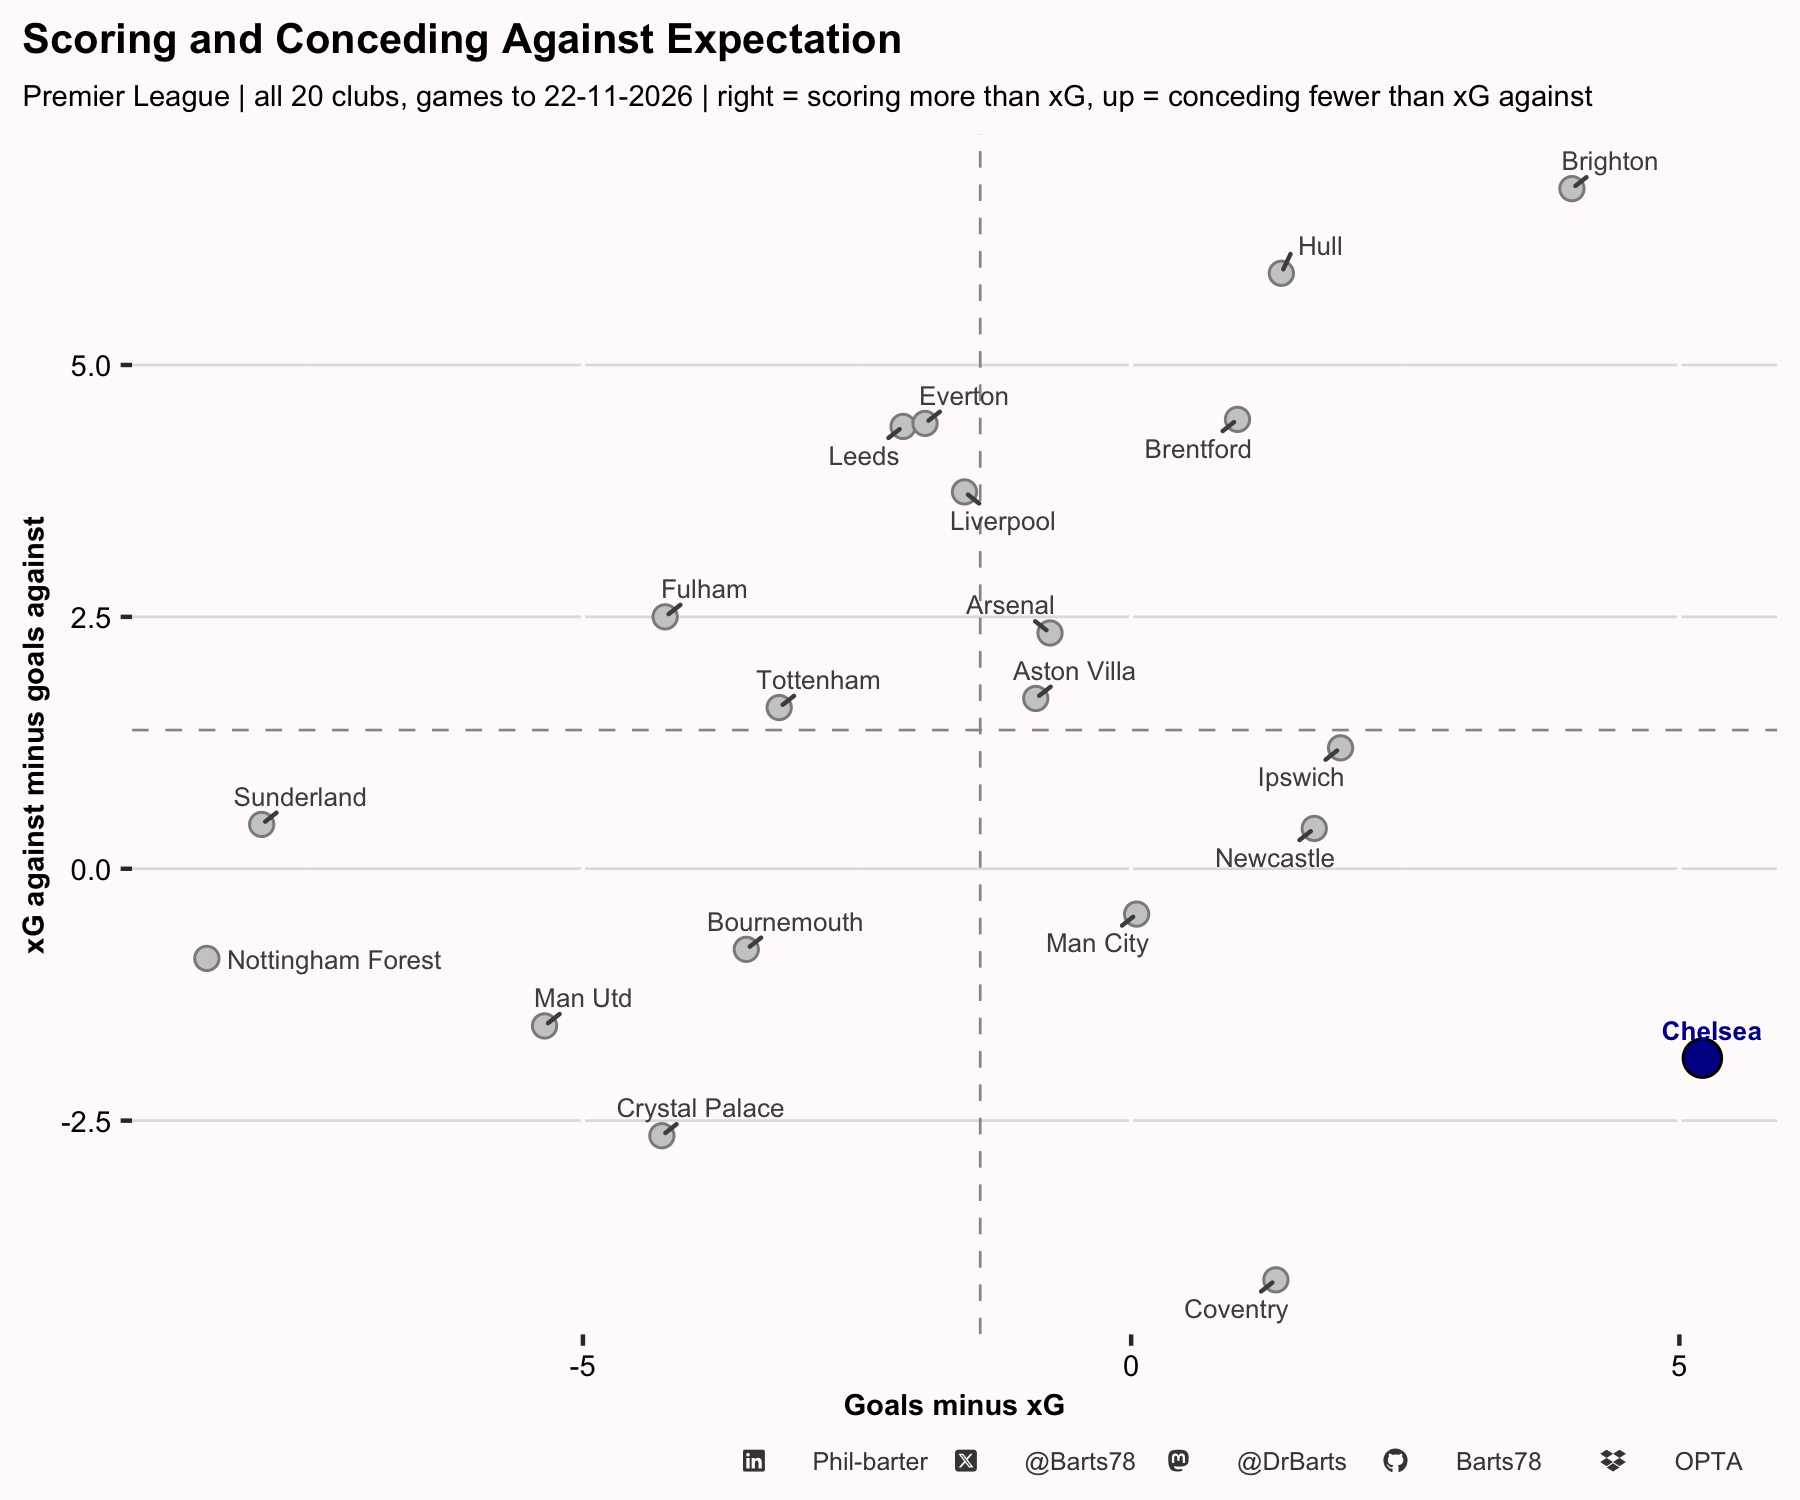 Scoring and Conceding Against Expectation
Premier League | all 20 clubs, games to 22-11-2026 | right = scoring more than xG, up = conceding fewer than xG against
Brighton
Hull
5.0
Everton
Leeds
Brentford
Liverpool
Fulham
Arsenal
2.5
Aston Villa
Tottenham
Ipswich
Sunderland
Newcastle
0.0
Bournemouth
Man City
Nottingham Forest
Man Utd
Chelsea
Crystal Palace
-2.5
Coventry
xG against minus goals against
-5 0 5
Goals minus xG
Phil-barter @Barts78 @DrBarts Barts78 OPTA